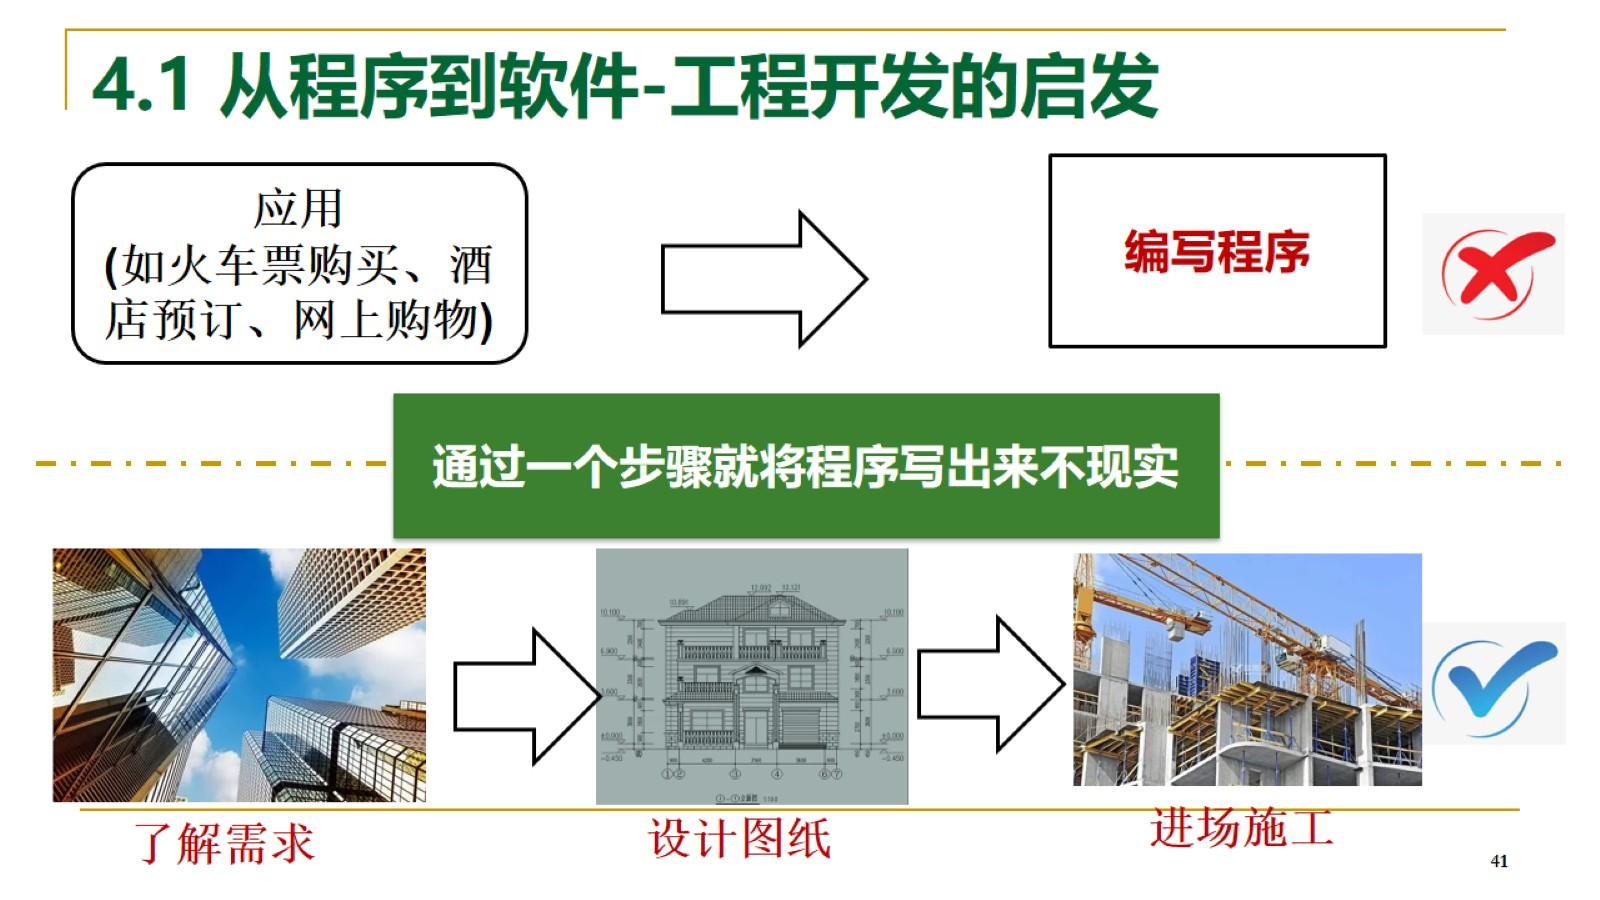 4.1 从程序到软件-工程开发的启发
应用
(如火车票购买、酒
店预订、网上购物)
编写程序
通过一个步骤就将程序写出来不现实
了解需求
设计图纸
进场施工
41